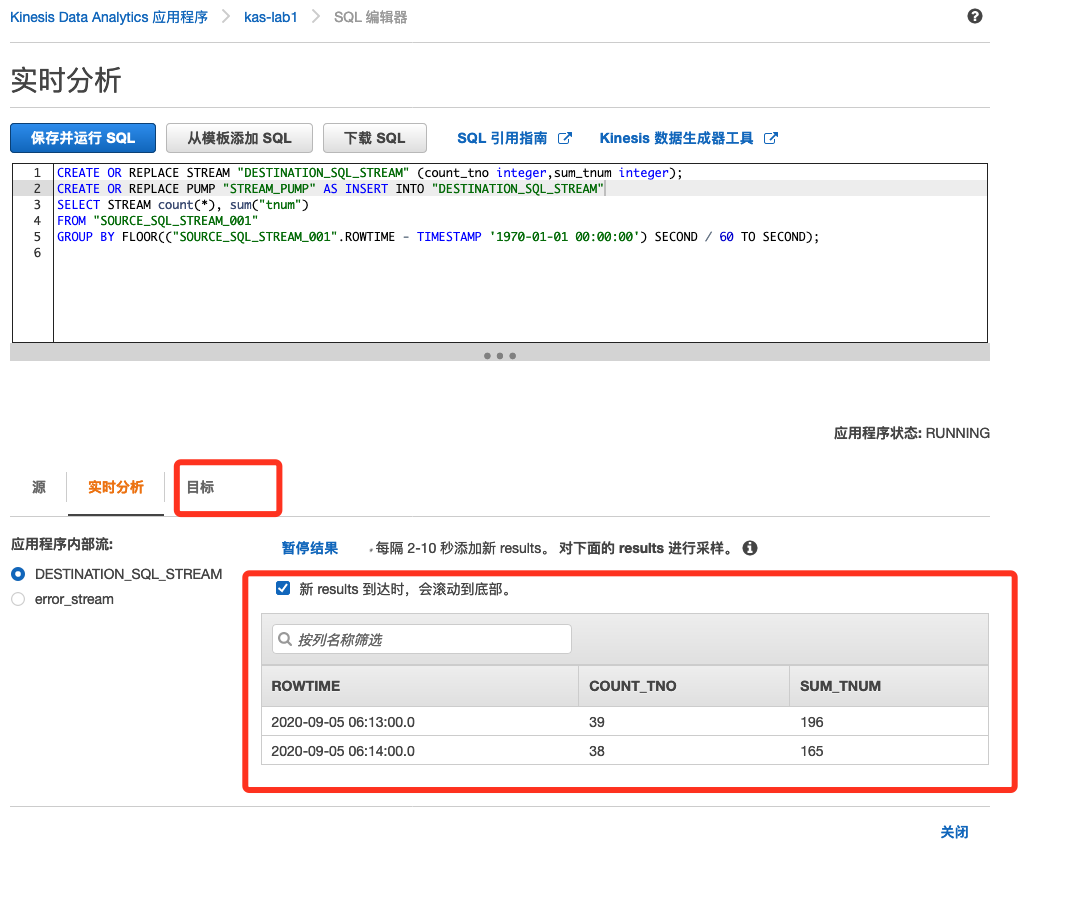 Kinesis Data Analytics 应用程序 kas-lab1 SQL 编辑器
实时分析
保存并运行 SQL 从模板添加 SQL 下载 SQL SQL 引用指南 Kinesis 数据生成器工具
1 CREATE OR REPLACE STREAM "DESTINATION_SQL_STREAM" (count_tno integer,sum_tnum integer);
2 CREATE OR REPLACE PUMP "STREAM_PUMP" AS INSERT INTO "DESTINATION_SQL_STREAM"
3 SELECT STREAM count(*), sum("tnum")
4 FROM "SOURCE_SQL_STREAM_001"
5 GROUP BY FLOOR(("SOURCE_SQL_STREAM_001".ROWTIME - TIMESTAMP '1970-01-01 00:00:00') SECOND / 60 TO SECOND);
6
应用程序状态: RUNNING
源 实时分析 目标
应用程序内部流:
DESTINATION_SQL_STREAM
error_stream
暂停结果 每隔 2-10 秒添加新 results。 对下面的 results 进行采样。
新 results 到达时，会滚动到底部。
按列名称筛选
ROWTIME COUNT_TNO SUM_TNUM
2020-09-05 06:13:00.0 39 196
2020-09-05 06:14:00.0 38 165
关闭